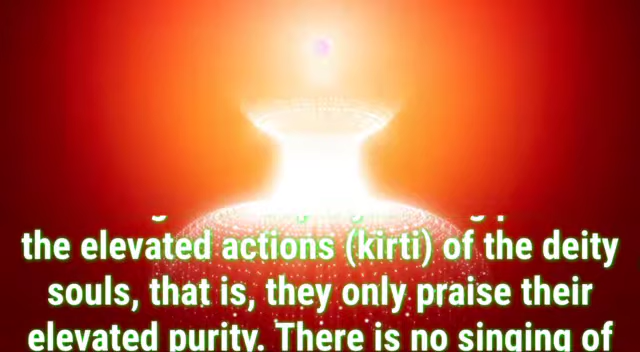 the elevated actions (kirti) of the deity
souls, that is, they only praise their
elevated purity. There is no singing of